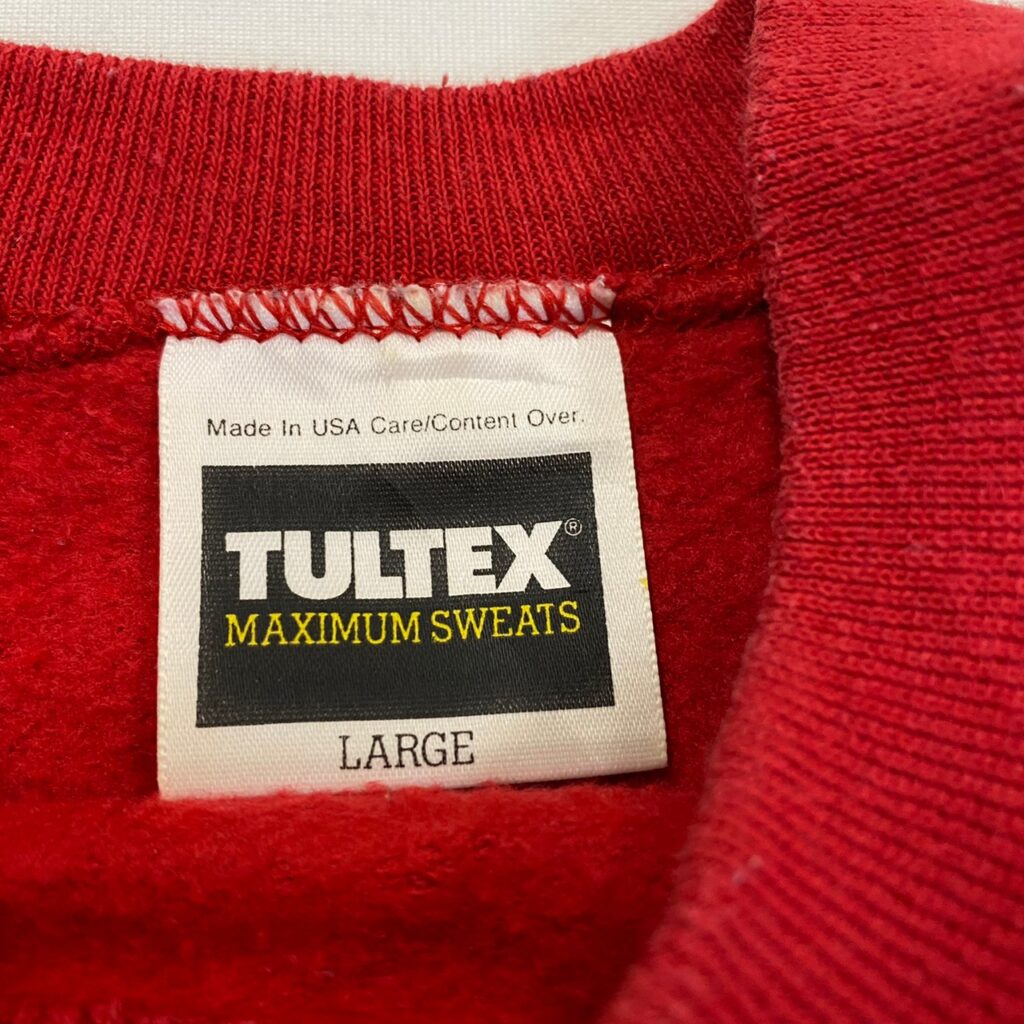 Made In USA Care/Content Over.
TULTEX®
MAXIMUM SWEATS
LARGE